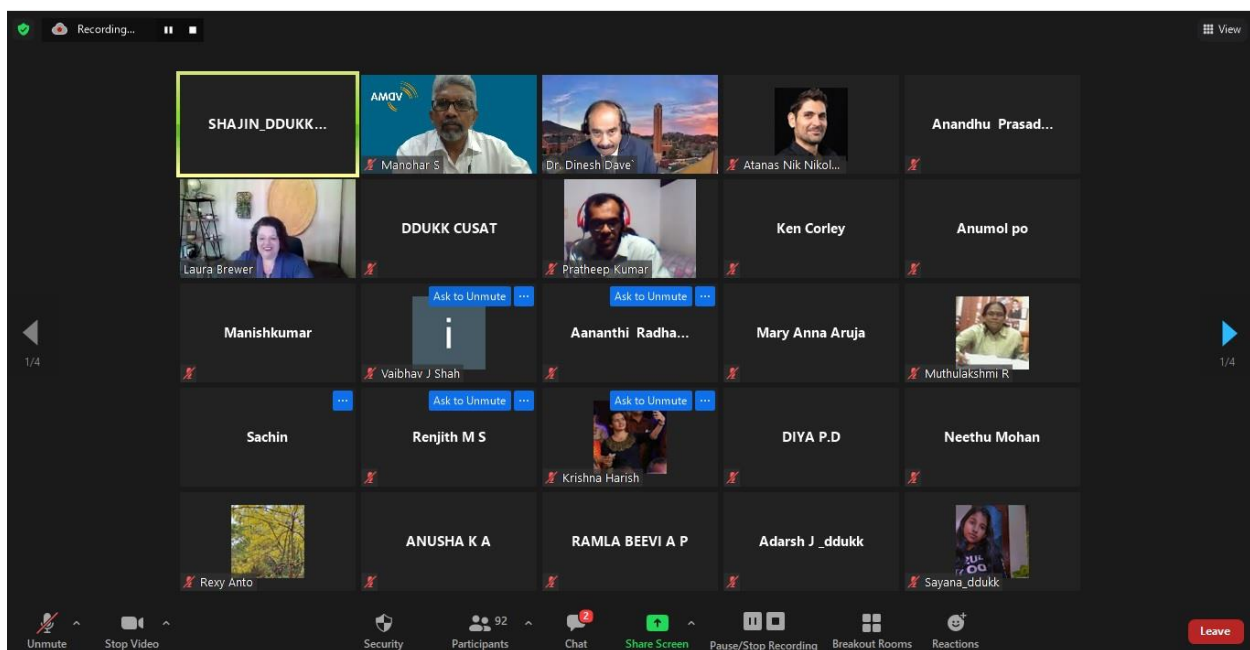 Recording...
View
SHAJIN_DDUKK...
AMAV
Manohar S
Dr. Dinesh Dave`
Atanas Nik Nikol...
Anandhu Prasad...
Laura Brewer
DDUKK CUSAT
Pratheep Kumar
Ken Corley
Anumol po
Manishkumar
Ask to Unmute ...
i
Vaibhav J Shah
Ask to Unmute ...
Aananthi Radha...
Mary Anna Aruja
Muthulakshmi R
1/4
1/4
...
Sachin
Ask to Unmute ...
Renjith M S
Ask to Unmute ...
Krishna Harish
DIYA P.D
Neethu Mohan
Rexy Anto
ANUSHA K A
RAMLA BEEVI A P
Adarsh J _ddukk
Sayana_ddukk
Unmute
Stop Video
Security
92
Participants
2
Chat
Share Screen
Pause/Stop Recording
Breakout Rooms
Reactions
Leave